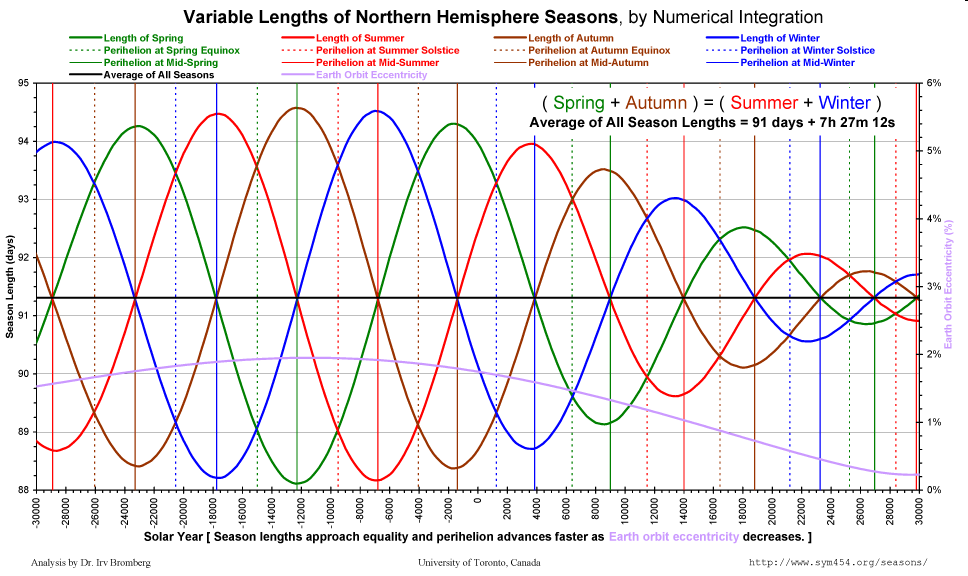 Variable Lengths of Northern Hemisphere Seasons, by Numerical Integration
Length of Spring Length of Summer Length of Autumn Length of Winter
Perihelion at Spring Equinox Perihelion at Summer Solstice Perihelion at Autumn Equinox Perihelion at Winter Solstice
Perihelion at Mid-Spring Perihelion at Mid-Summer Perihelion at Mid-Autumn Perihelion at Mid-Winter
Average of All Seasons Earth Orbit Eccentricity
( Spring + Autumn ) = ( Summer + Winter )
Average of All Season Lengths = 91 days + 7h 27m 12s
Season Length (days)
95
94
93
92
91
90
89
88
6%
5%
4%
3%
2%
1%
0%
Earth Orbit Eccentricity (%)
-30000 -28000 -26000 -24000 -22000 -20000 -18000 -16000 -14000 -12000 -10000 -8000 -6000 -4000 -2000 0 2000 4000 6000 8000 10000 12000 14000 16000 18000 20000 22000 24000 26000 28000 30000
Solar Year [ Season lengths approach equality and perihelion advances faster as Earth orbit eccentricity decreases. ]
Analysis by Dr. Irv Bromberg University of Toronto, Canada http://www.sym454.org/seasons/